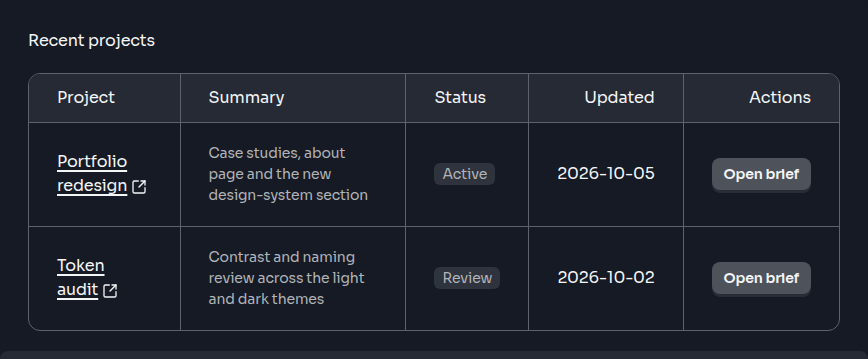 Recent projects
Project Summary Status Updated Actions
Portfolio
redesign
Case studies, about
page and the new
design-system section
Active
2026-10-05
Open brief
Token
audit
Contrast and naming
review across the light
and dark themes
Review
2026-10-02
Open brief